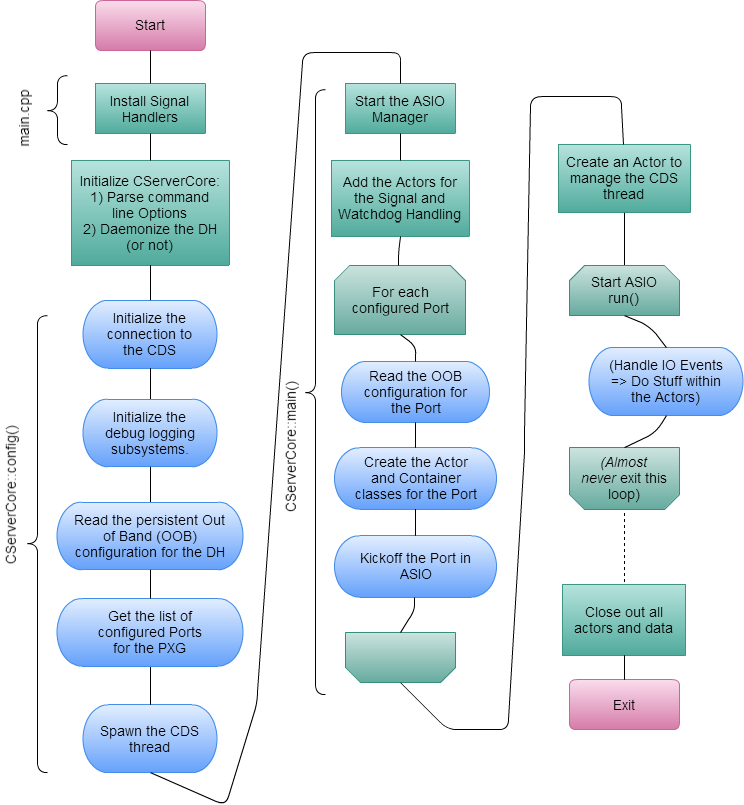 Start
main.cpp
Install Signal
Handlers
Initialize CServerCore:
1) Parse command
line Options
2) Daemonize the DH
(or not)
CServerCore::config()
Initialize the
connection to
the CDS
Initialize the
debug logging
subsystems.
Read the persistent Out
of Band (OOB)
configuration for the DH
Get the list of
configured Ports
for the PXG
Spawn the CDS
thread
CServerCore::main()
Start the ASIO
Manager
Add the Actors for
the Signal and
Watchdog Handling
For each
configured Port
Read the OOB
configuration for
the Port
Create the Actor
and Container
classes for the Port
Kickoff the Port in
ASIO
Create an Actor to
manage the CDS
thread
Start ASIO
run()
(Handle IO Events
=> Do Stuff within
the Actors)
(Almost
never exit this
loop)
Close out all
actors and data
Exit